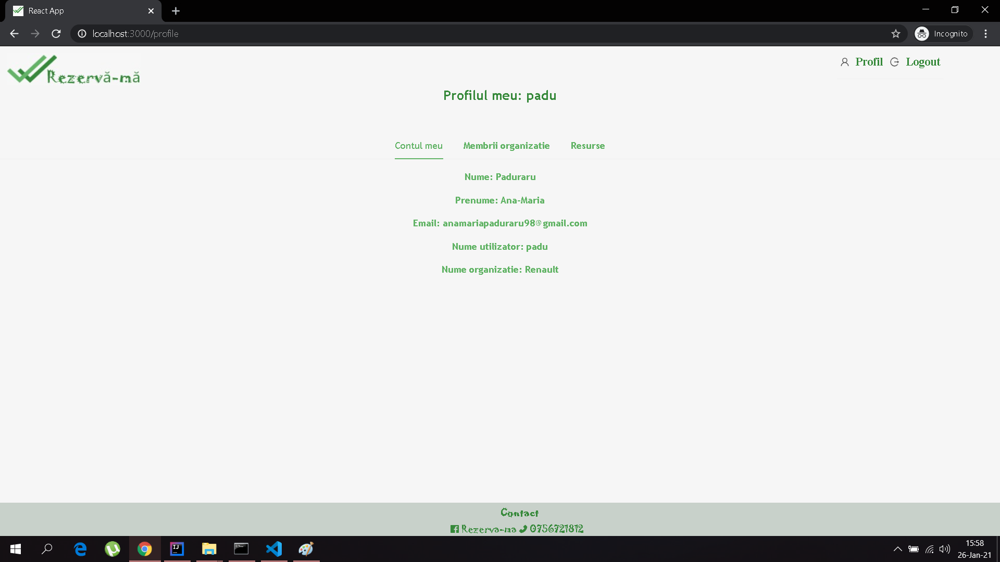 React App
localhost:3000/profile
Incognito
Rezervă-mă
Profil
Logout
Profilul meu: padu
Contul meu
Membrii organizatie
Resurse
Nume: Paduraru
Prenume: Ana-Maria
Email: anamariapaduraru98@gmail.com
Nume utilizator: padu
Nume organizatie: Renault
Contact
Rezerva-ma 0756721812
IJ
15:58
26-Jan-21